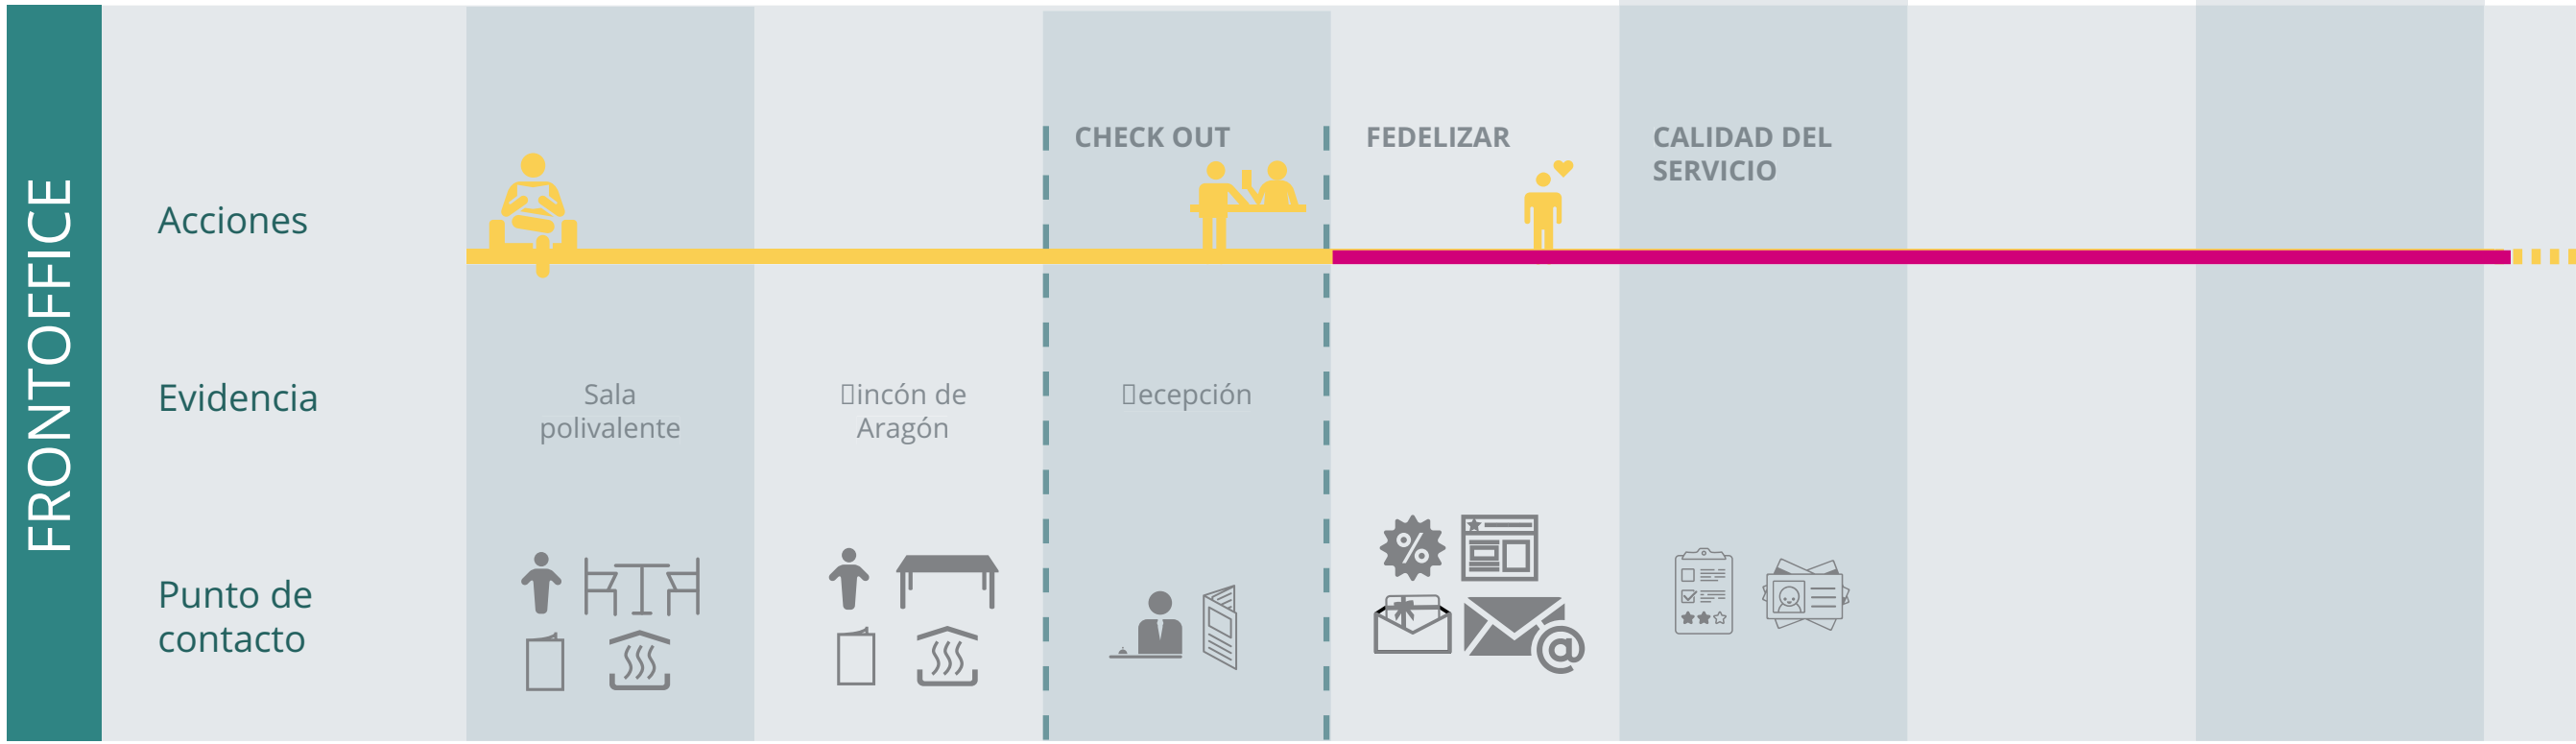 FRONTOFFICE
Acciones
CHECK OUT
FEDELIZAR
CALIDAD DEL
SERVICIO
Evidencia
Sala
polivalente
▯incón de
Aragón
▯ecepción
Punto de
contacto
%
@